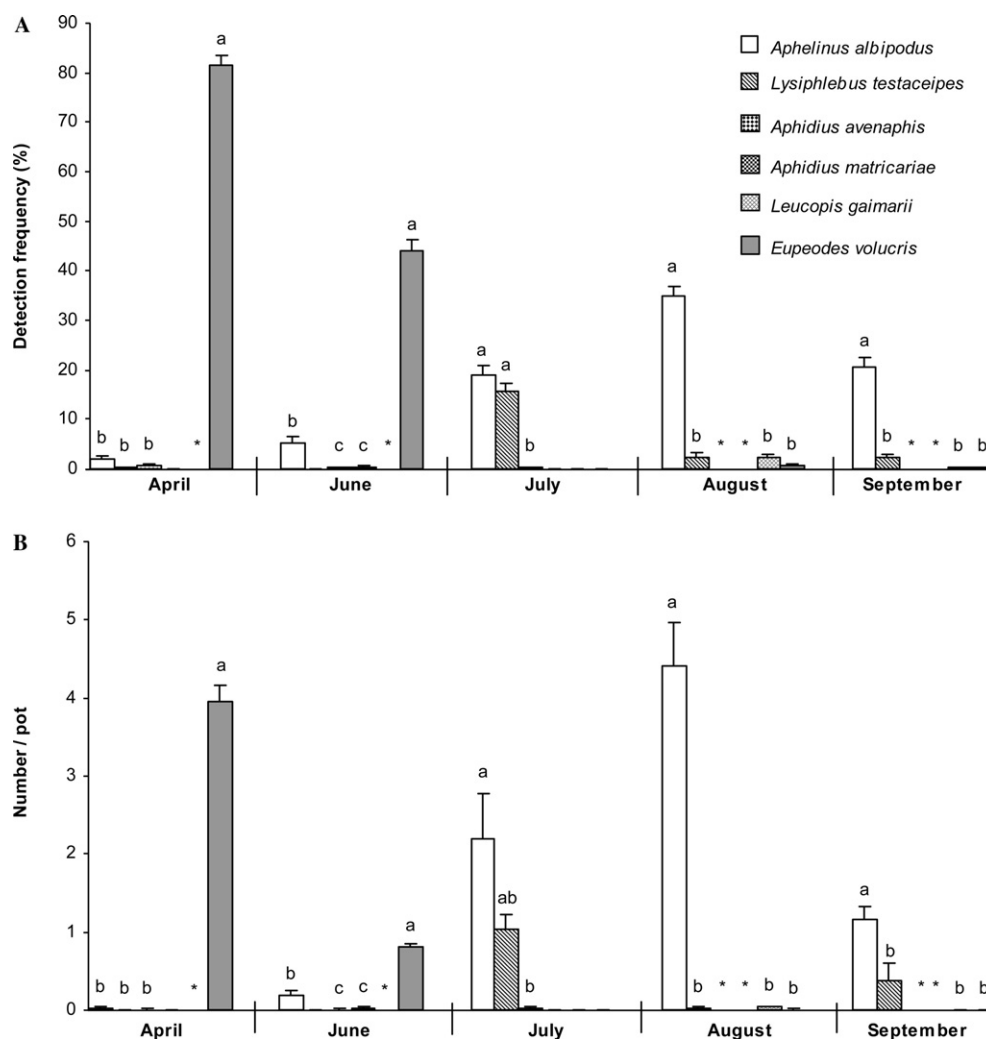 A
90
80
70
60
50
40
30
20
10
0
Detection frequency (%)
Aphelinus albipodus
Lysiphlebus testaceipes
Aphidius avenaphis
Aphidius matricariae
Leucopis gaimarii
Eupeodes volucris
b b b * a
b c c * a
a a b
a b * * b b
a b * * b b
April June July August September
B
6
5
4
3
2
1
0
Number / pot
b b b * a
b c c * a
a ab b
a b * * b b
a b * * b b
April June July August September